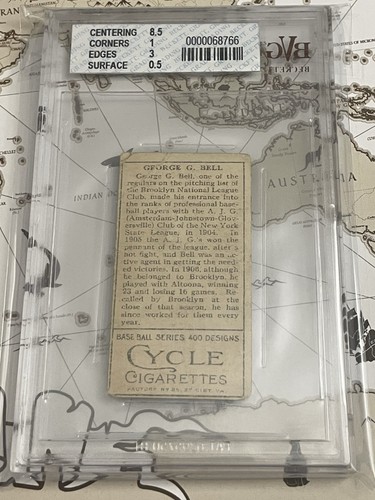 CENTERING 8.5
CORNERS 1
EDGES 3
SURFACE 0.5
0000068766
BVG
BECKETT
INDIAN
AUSTRALIA
GEORGE G. BELL
George G. Bell, one of the
regulars on the pitching list of
the Brooklyn National League
Club, made his entrance into
the ranks of professional base-
ball players with the A. J. G.
(Amsterdam-Johnstown-Glov-
ersville) Club of the New York
State League, in 1904. In
1905 the A. J. G.'s won the
pennant of the league, after a
hot fight, and Bell was an ac-
tive agent in getting the need-
ed victories. In 1906, although
he belonged to Brooklyn, he
played with Altoona, winning
23 and losing 16 games. Re-
called by Brooklyn at the
close of that season, he has
since worked for them every
year.
BASE BALL SERIES 400 DESIGNS
CYCLE
CIGARETTES